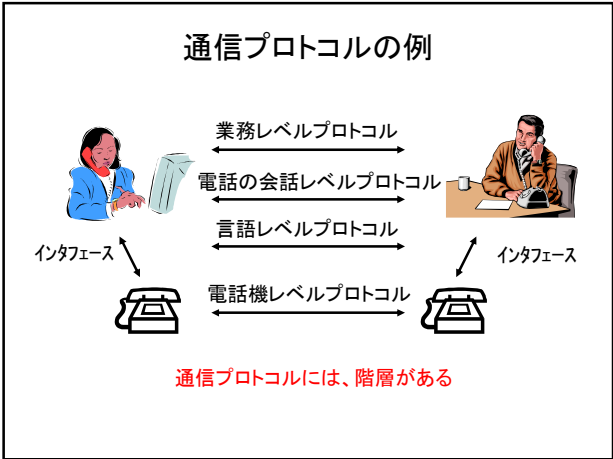 通信プロトコルの例
業務レベルプロトコル
電話の会話レベルプロトコル
言語レベルプロトコル
インタフェース
インタフェース
電話機レベルプロトコル
通信プロトコルには、階層がある